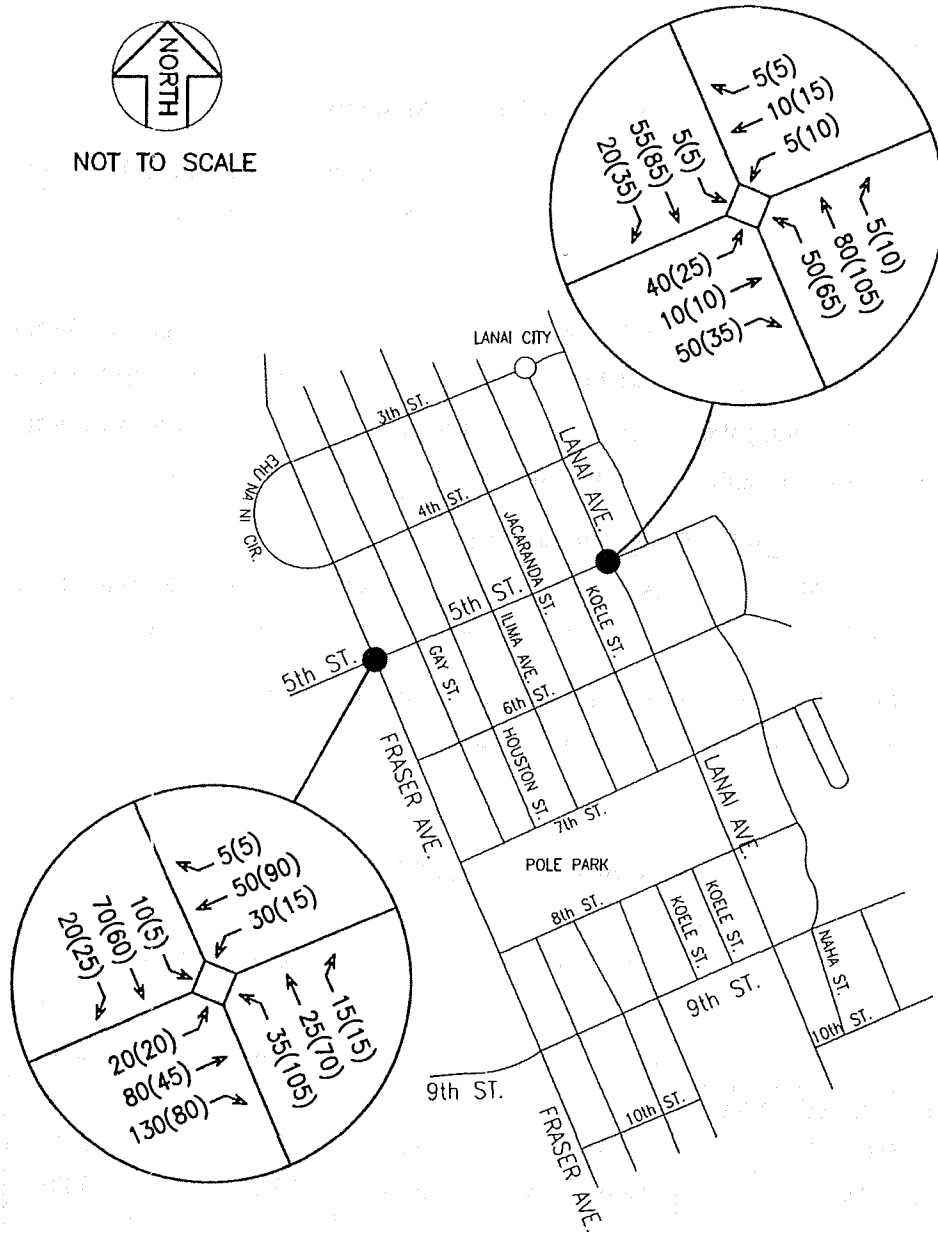 NORTH
NOT TO SCALE
5(5)
10(15)
5(10)
5(5)
55(85)
20(35)
5(10)
80(105)
50(65)
40(25)
10(10)
50(35)
LANAI CITY
3th ST.
EHU NA NI CIR.
4th ST.
LANAI AVE.
JACARANDA ST.
5th ST.
KOELE ST.
5th ST.
GAY ST.
ILIMA AVE.
6th ST.
HOUSTON ST.
FRASER AVE.
7th ST.
LANAI AVE.
POLE PARK
8th ST.
KOELE ST.
KOELE ST.
NAHA ST.
9th ST.
10th ST.
9th ST.
10th ST.
FRASER AVE.
5(5)
50(90)
30(15)
10(5)
70(60)
20(25)
15(15)
25(70)
35(105)
20(20)
80(45)
130(80)